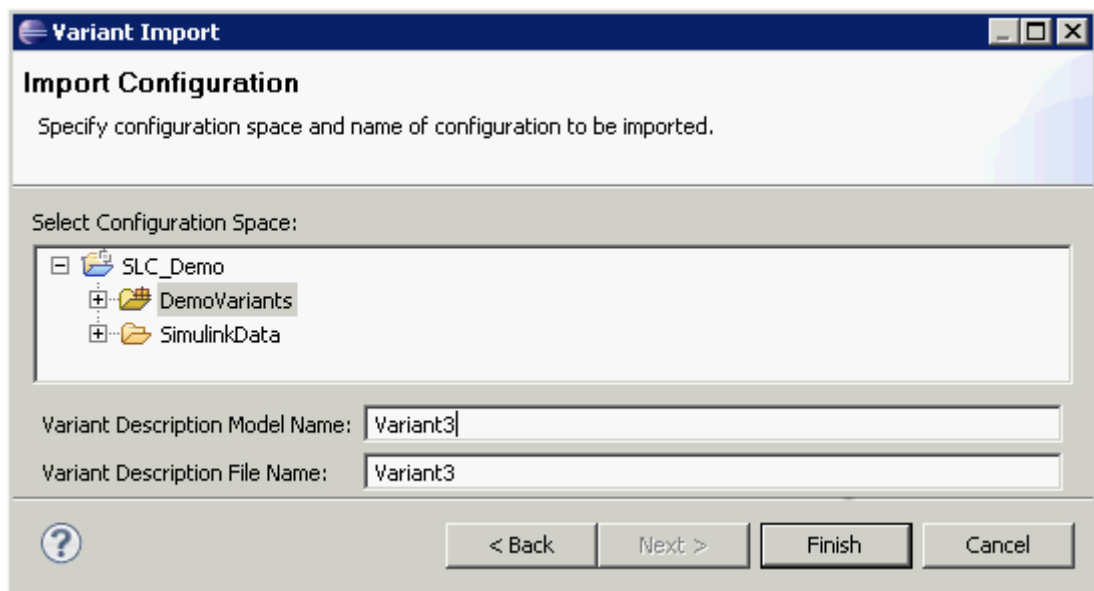 Variant Import
Import Configuration
Specify configuration space and name of configuration to be imported.
Select Configuration Space:
SLC_Demo
DemoVariants
SimulinkData
Variant Description Model Name: Variant3
Variant Description File Name: Variant3
? < Back Next > Finish Cancel